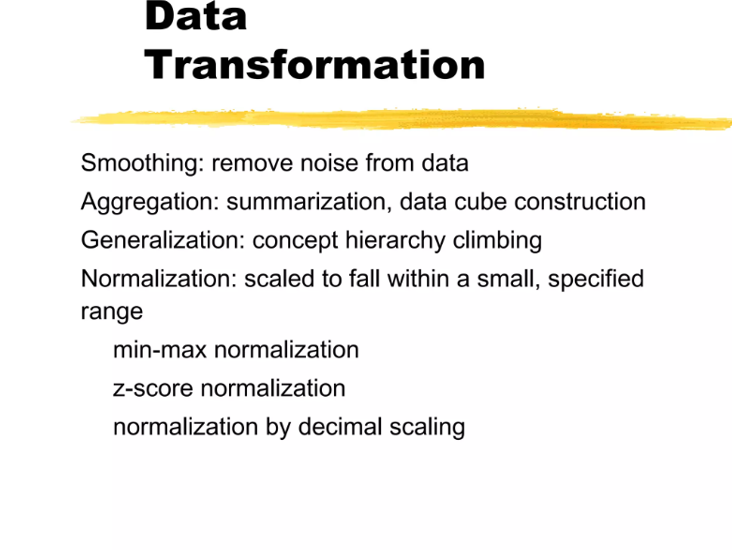 Data
Transformation
Smoothing: remove noise from data
Aggregation: summarization, data cube construction
Generalization: concept hierarchy climbing
Normalization: scaled to fall within a small, specified
range
min-max normalization
z-score normalization
normalization by decimal scaling